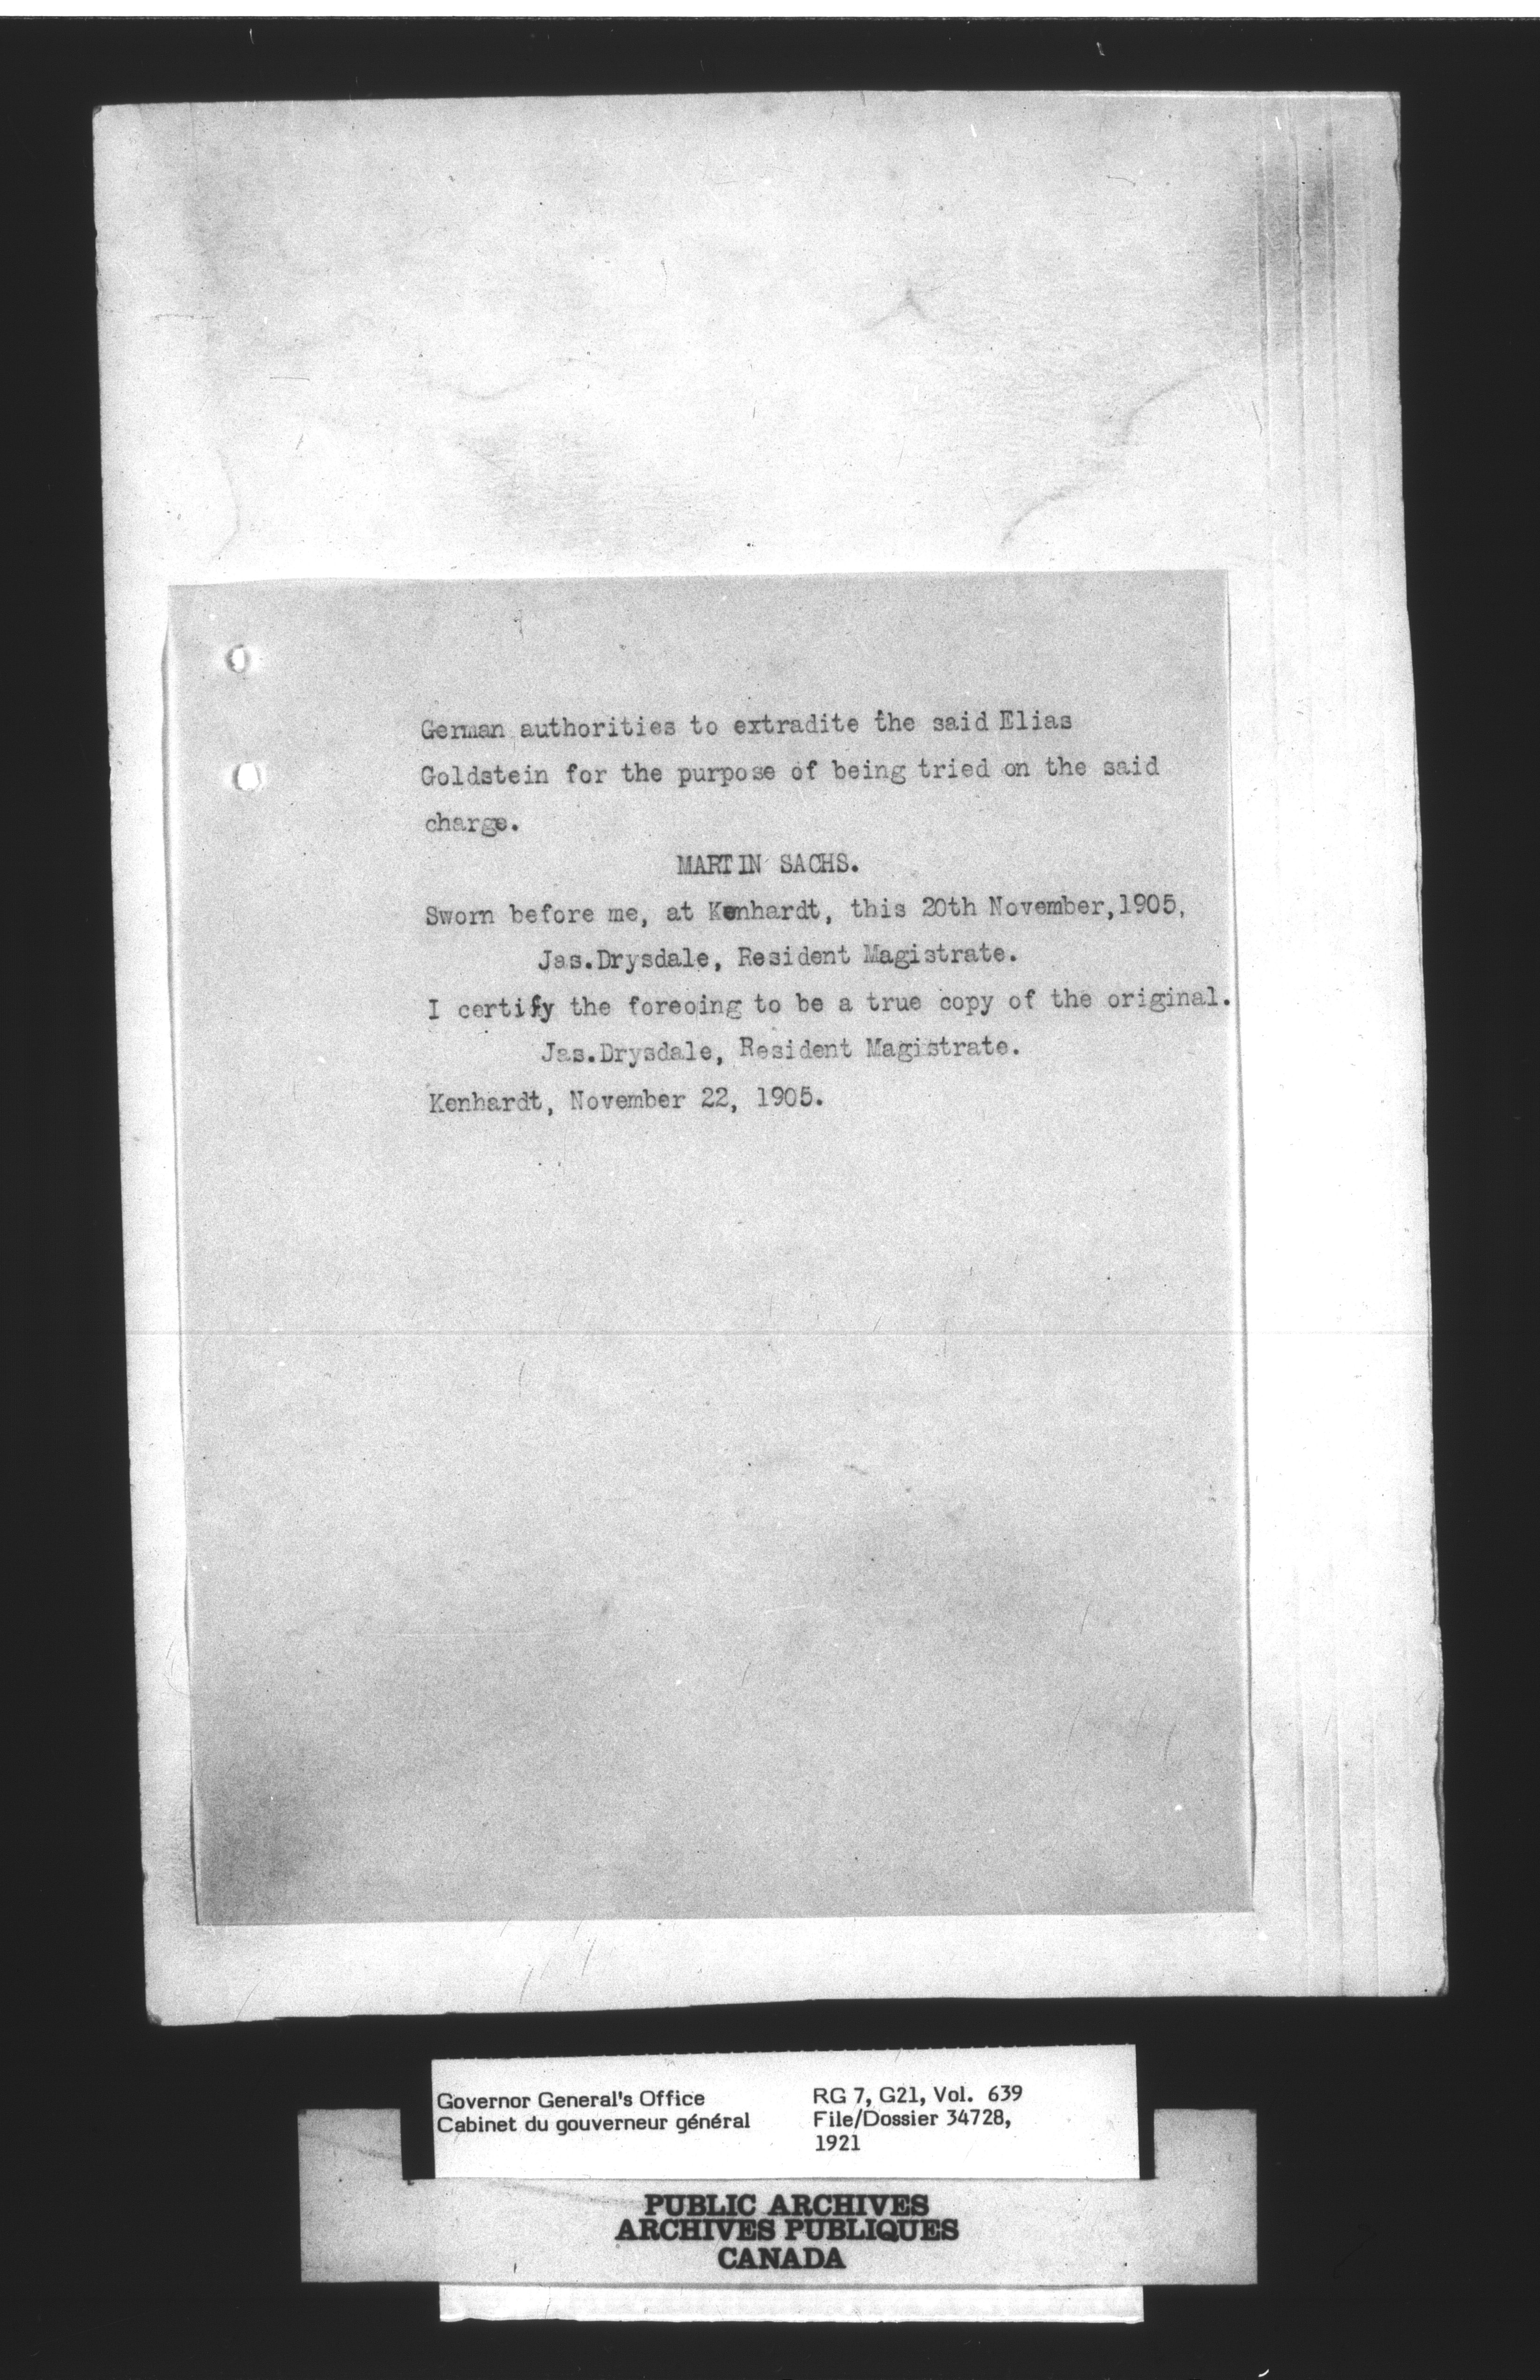 German authorities to extradite the said Elias
Goldstein for the purpose of being tried on the said
charge.
MARTIN SACHS.
Sworn before me, at Kenhardt, this 20th November,1905,
Jas.Drysdale, Resident Magistrate.
I certify the foreoing to be a true copy of the original.
Jas.Drysdale, Resident Magistrate.
Kenhardt, November 22, 1905.
Governor General's Office
Cabinet du gouverneur général
RG 7, G21, Vol. 639
File/Dossier 34728,
1921
PUBLIC ARCHIVES
ARCHIVES PUBLIQUES
CANADA